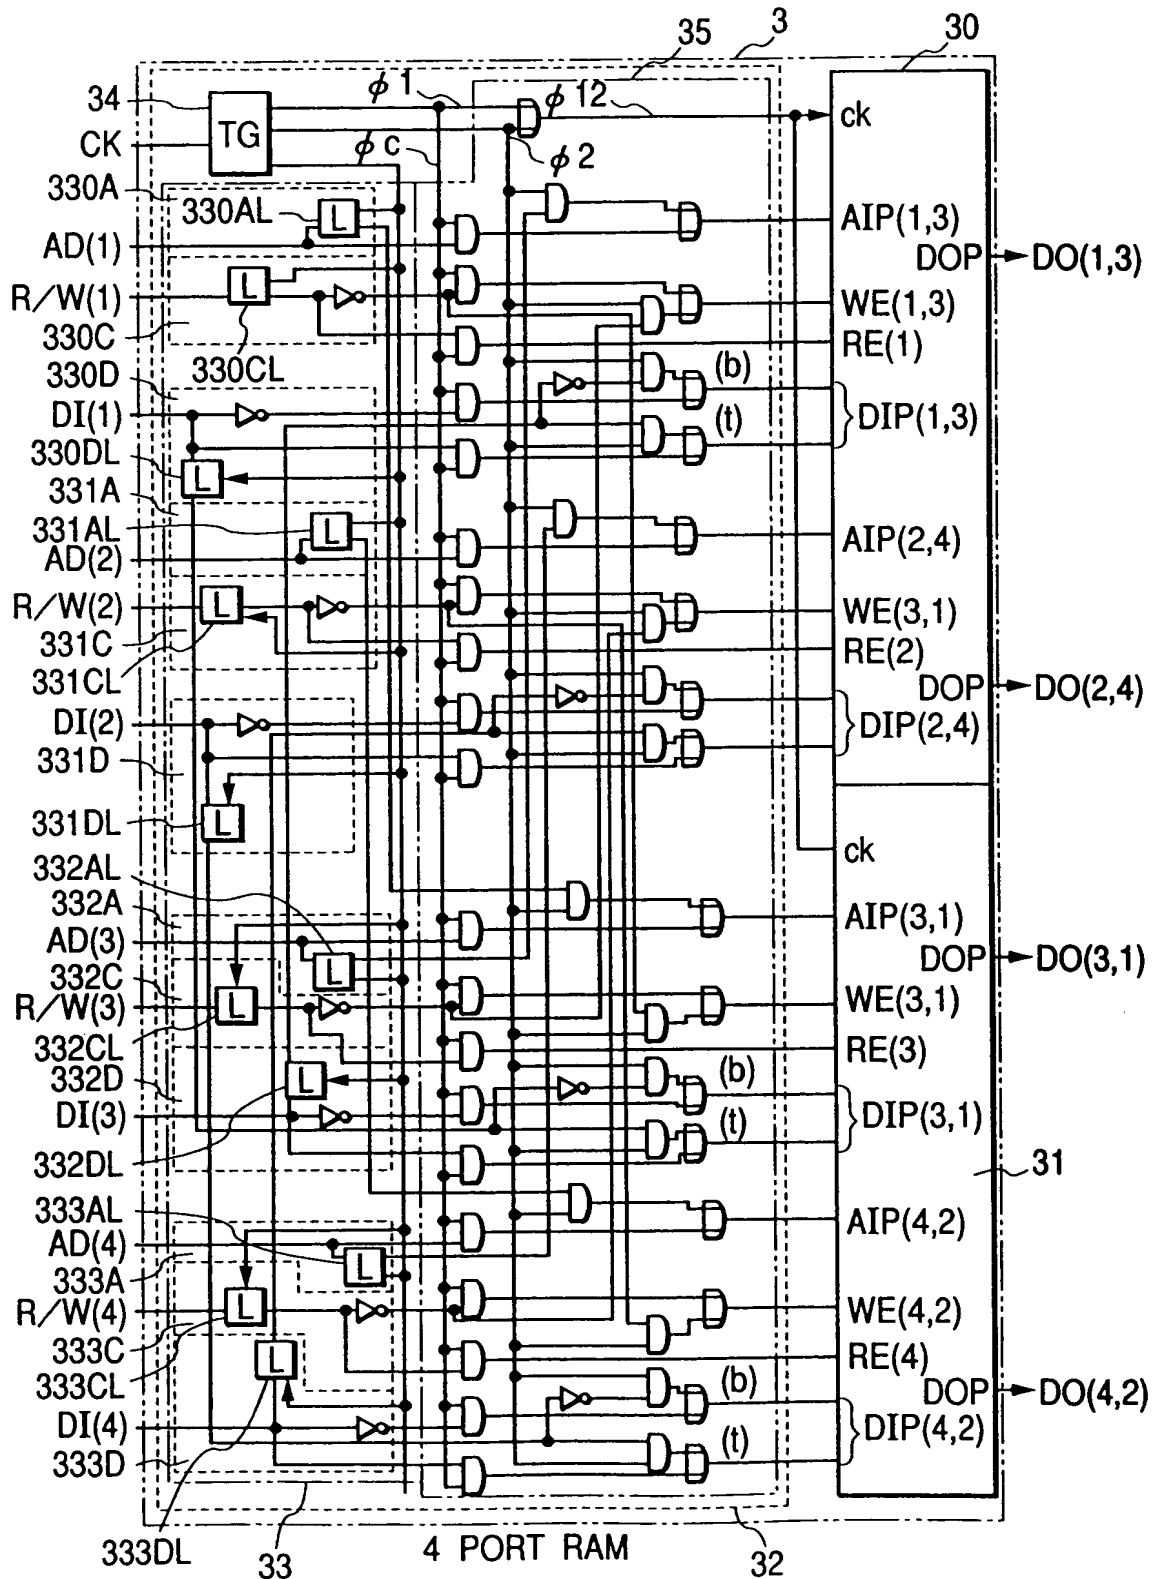 3
30
35
34
ϕ 1
ϕ 12
ck
TG
CK
ϕ c
ϕ 2
330A
330AL
L
AD(1)
AIP(1,3)
DOP
DO(1,3)
L
R/W(1)
WE(1,3)
330C
RE(1)
330CL
330D
(b)
DI(1)
DIP(1,3)
(t)
330DL
L
331A
331AL
L
AD(2)
AIP(2,4)
L
R/W(2)
WE(3,1)
331C
RE(2)
331CL
DOP
DO(2,4)
DI(2)
DIP(2,4)
331D
331DL
L
ck
332AL
332A
AIP(3,1)
AD(3)
DOP
DO(3,1)
L
332C
L
R/W(3)
WE(3,1)
332CL
RE(3)
332D
L
(b)
DI(3)
DIP(3,1)
(t)
332DL
31
333AL
AD(4)
AIP(4,2)
333A
L
R/W(4)
L
WE(4,2)
333C
RE(4)
333CL
L
(b)
DOP
DO(4,2)
DI(4)
DIP(4,2)
(t)
333D
333DL
33
4 PORT RAM
32